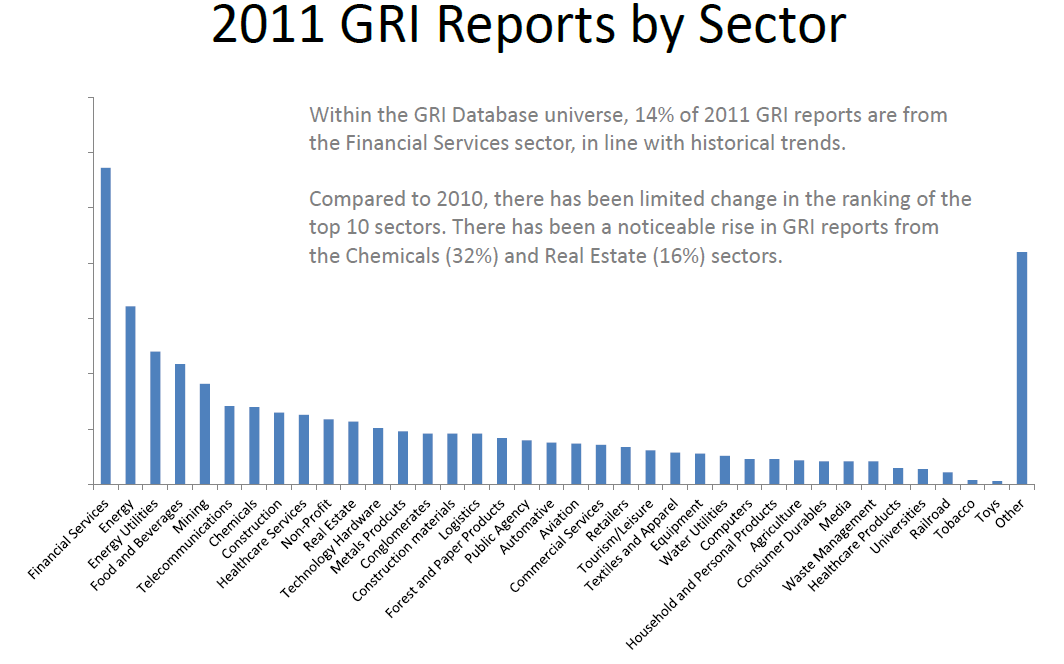 2011 GRI Reports by Sector
Within the GRI Database universe, 14% of 2011 GRI reports are from
the Financial Services sector, in line with historical trends.
Compared to 2010, there has been limited change in the ranking of the
top 10 sectors. There has been a noticeable rise in GRI reports from
the Chemicals (32%) and Real Estate (16%) sectors.
Financial Services
Energy
Energy Utilities
Food and Beverages
Mining
Telecommunications
Chemicals
Construction
Healthcare Services
Non-Profit
Real Estate
Technology Hardware
Metals Prodcuts
Conglomerates
Construction materials
Logistics
Forest and Paper Products
Public Agency
Automotive
Aviation
Commercial Services
Retailers
Tourism/Leisure
Textiles and Apparel
Equipment
Water Utilities
Computers
Household and Personal Products
Agriculture
Consumer Durables
Media
Waste Management
Healthcare Products
Universities
Railroad
Tobacco
Toys
Other